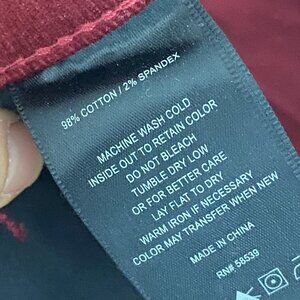 98% COTTON / 2% SPANDEX
MACHINE WASH COLD
INSIDE OUT TO RETAIN COLOR
DO NOT BLEACH
TUMBLE DRY LOW
OR FOR BETTER CARE
LAY FLAT TO DRY
WARM IRON IF NECESSARY
COLOR MAY TRANSFER WHEN NEW
MADE IN CHINA
RN# 58539